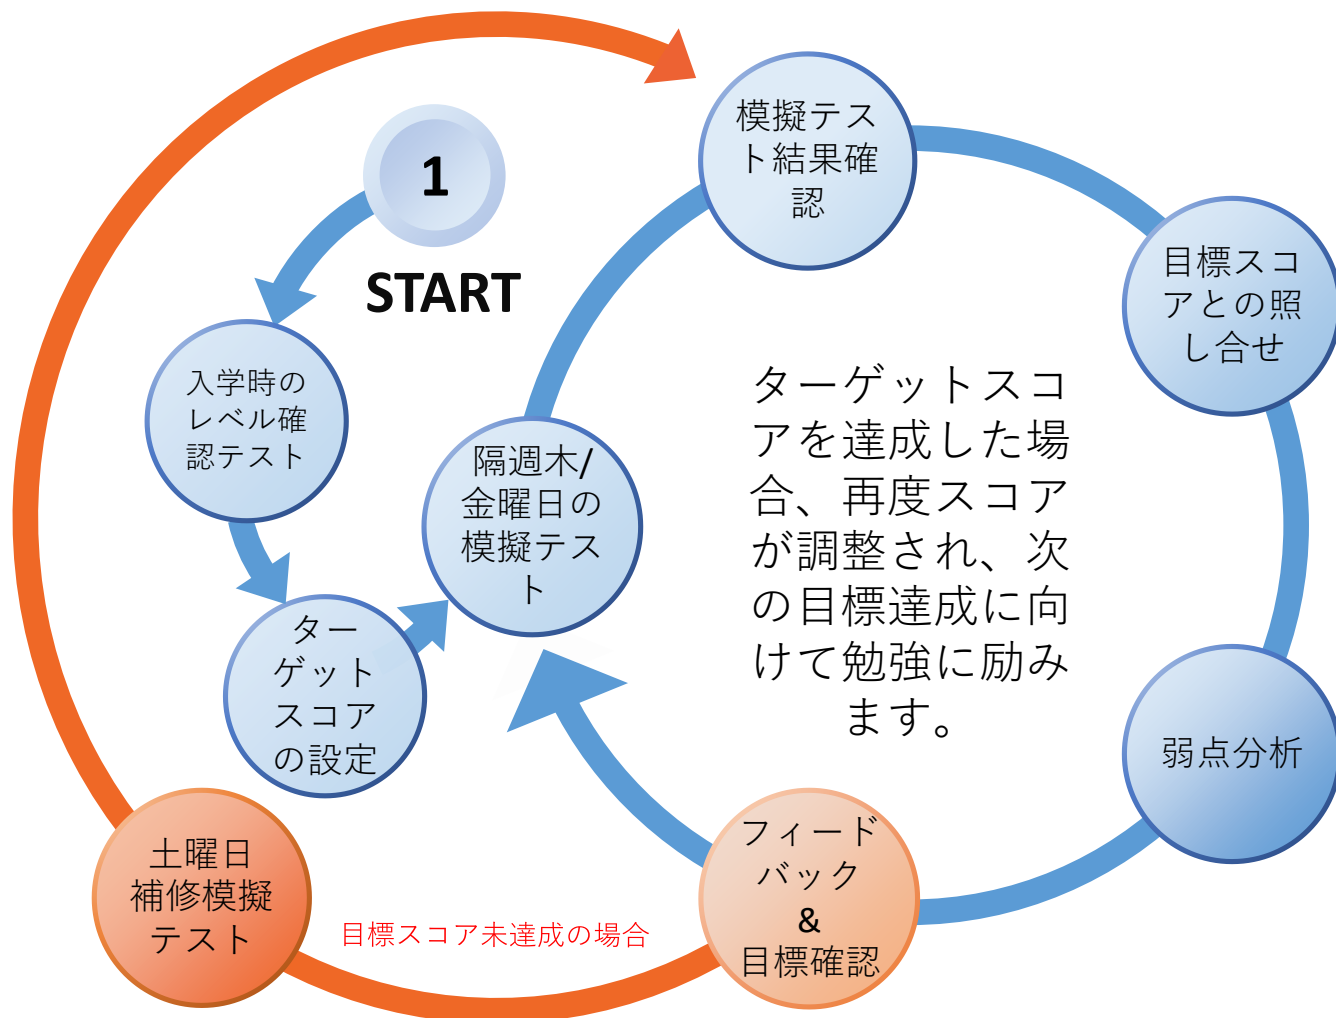 1
START
入学時の
レベル確
認テスト
ター
ゲット
スコア
の設定
隔週木/
金曜日の
模擬テス
ト
模擬テス
ト結果確
認
目標スコ
アとの照
し合せ
弱点分析
フィード
バック
&
目標確認
目標スコア未達成の場合
土曜日
補修模擬
テスト
ターゲットスコ
アを達成した場
合、再度スコア
が調整され、次
の目標達成に向
けて勉強に励み
ます。